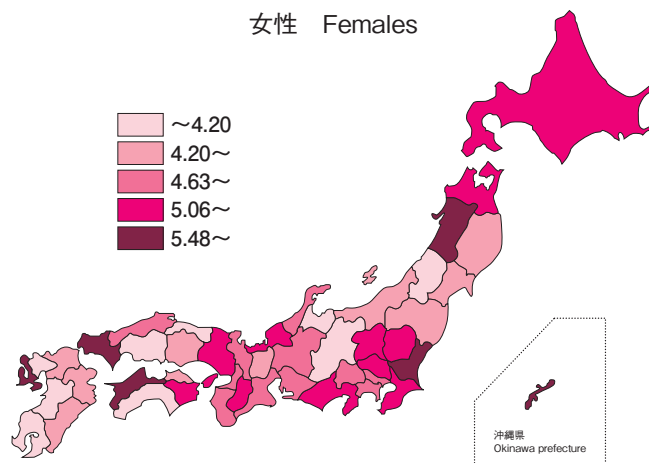 女性　Females
～4.20
4.20～
4.63～
5.06～
5.48～
沖縄県
Okinawa prefecture